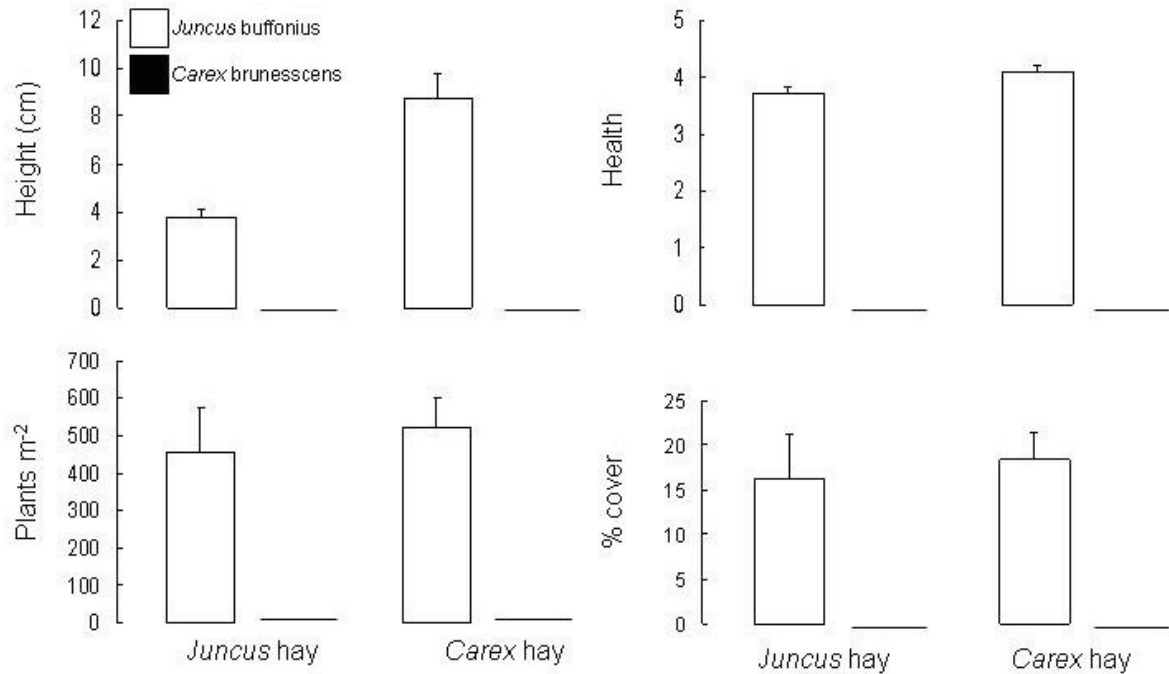 Height (cm)
12
10
8
6
4
2
0
Juncus buffonius
Carex brunesscens
Health
5
4
3
2
1
0
Plants m-2
700
600
500
400
300
200
100
0
Juncus hay
Carex hay
% cover
25
20
15
10
5
0
Juncus hay
Carex hay